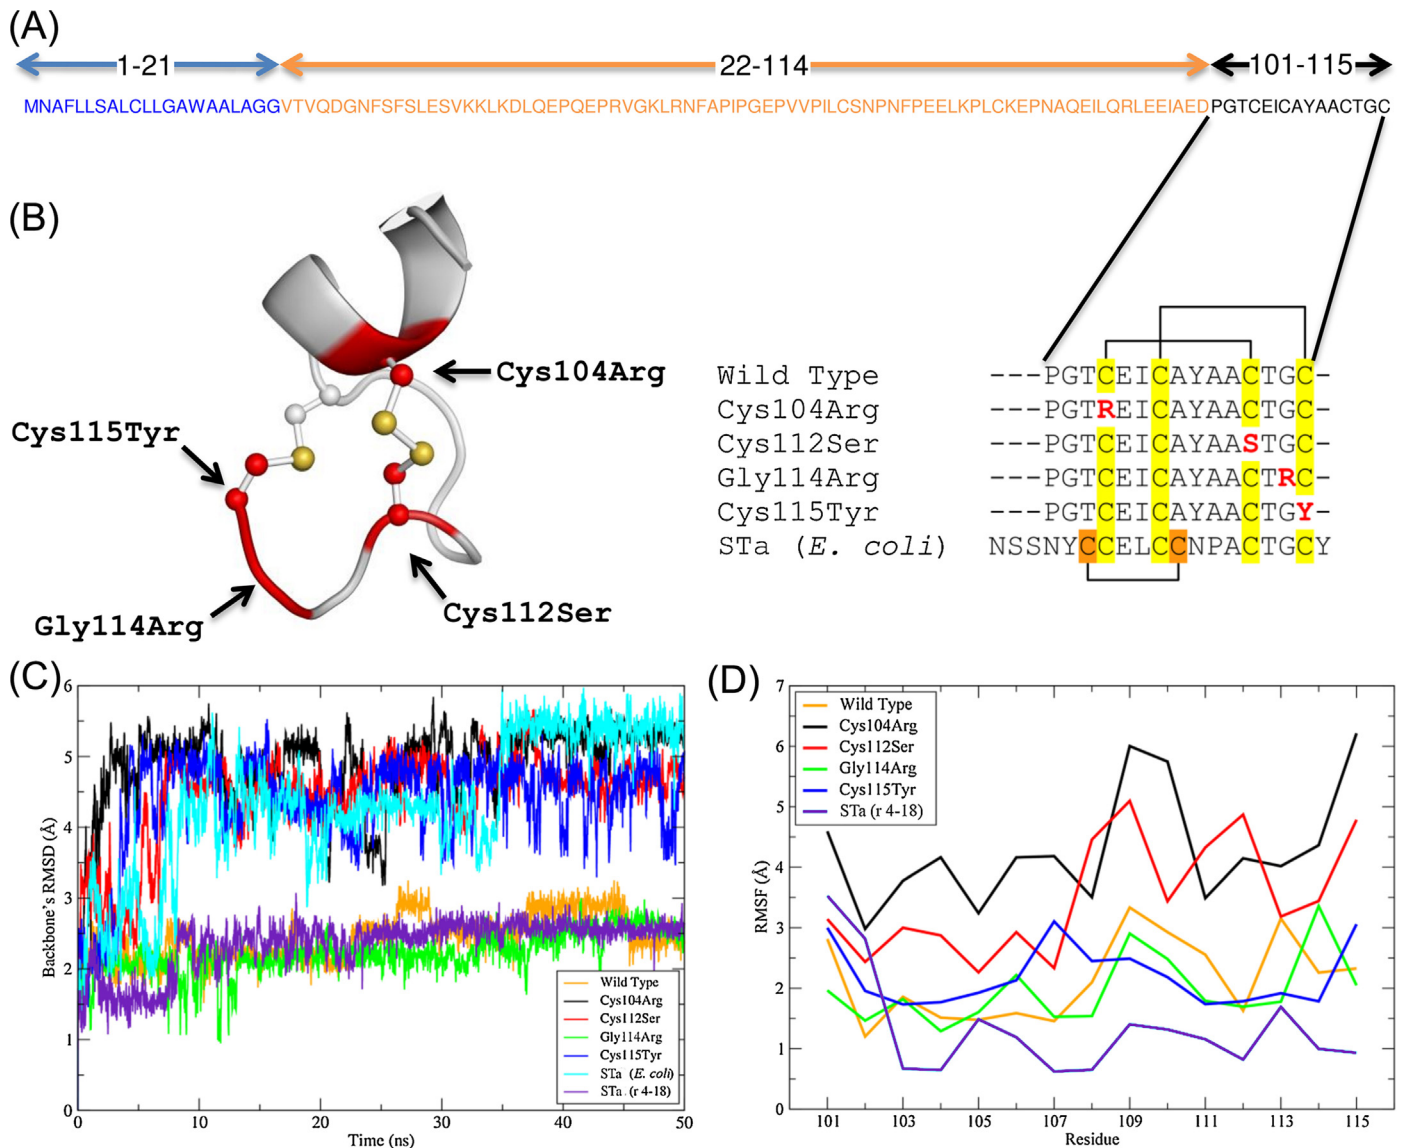 (A)
1-21 22-114 101-115
MNAFLLSALCLLGAWAALAGGVTVQDGNFSFSLESVKKLKDLQEPQEPRVGKLRNFAPIPGEPVVPILCSNPNFPEELKPLCKEPNAQEILQRLEEIAEDPGTCEICAYAACTGC
(B)
Cys104Arg
Cys115Tyr
Gly114Arg
Cys112Ser
Wild Type ---PGTCEICAYAACTGC-
Cys104Arg ---PGTREICAYAACTGC-
Cys112Ser ---PGTCEICAYAASTGC-
Gly114Arg ---PGTCEICAYAACTRC-
Cys115Tyr ---PGTCEICAYAACTGY-
STa (E. coli) NSSNYCCELCCNPACTGCY
(C)
6
5
4
3
2
1
0
Backbone's RMSD (Å)
Wild Type
Cys104Arg
Cys112Ser
Gly114Arg
Cys115Tyr
STa (E. coli)
STa (r 4-18)
0 10 20 30 40 50
Time (ns)
(D)
7
6
5
4
3
2
1
0
RMSF (Å)
Wild Type
Cys104Arg
Cys112Ser
Gly114Arg
Cys115Tyr
STa (r 4-18)
101 103 105 107 109 111 113 115
Residue